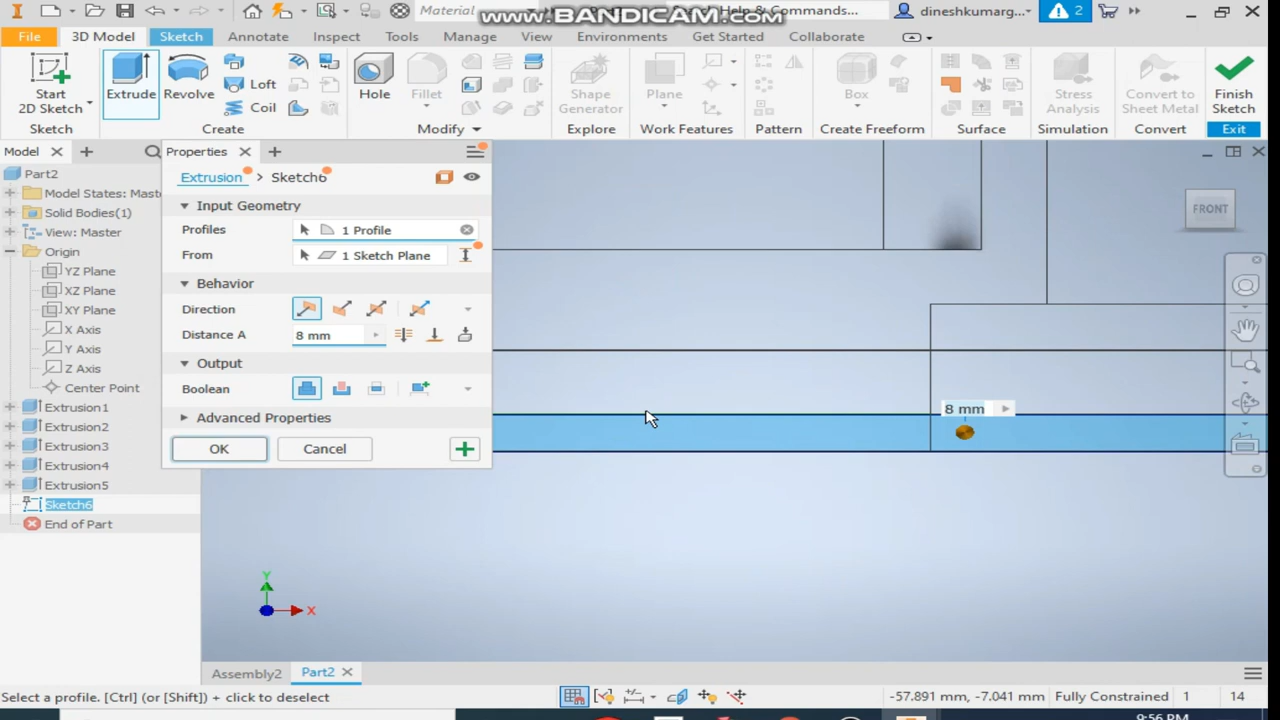 Material
www.BANDICAM.com
Help & Commands...
dineshkumarg...
2
File 3D Model Sketch Annotate Inspect Tools Manage View Environments Get Started Collaborate
Start 2D Sketch
Extrude
Revolve
Loft
Coil
Hole
Fillet
Shape Generator
Plane
Box
Stress Analysis
Convert to Sheet Metal
Finish Sketch
Sketch Create Modify Explore Work Features Pattern Create Freeform Surface Simulation Convert Exit
Model
Properties
Part2
Model States: Maste
Solid Bodies(1)
View: Master
Origin
YZ Plane
XZ Plane
XY Plane
X Axis
Y Axis
Z Axis
Center Point
Extrusion1
Extrusion2
Extrusion3
Extrusion4
Extrusion5
Sketch6
End of Part
Extrusion > Sketch6
Input Geometry
Profiles 1 Profile
From 1 Sketch Plane
Behavior
Direction
Distance A 8 mm
Output
Boolean
Advanced Properties
OK Cancel
FRONT
8 mm
Y
X
Assembly2 Part2
Select a profile. [Ctrl] (or [Shift]) + click to deselect
-57.891 mm, -7.041 mm Fully Constrained 1 14
9:56 PM